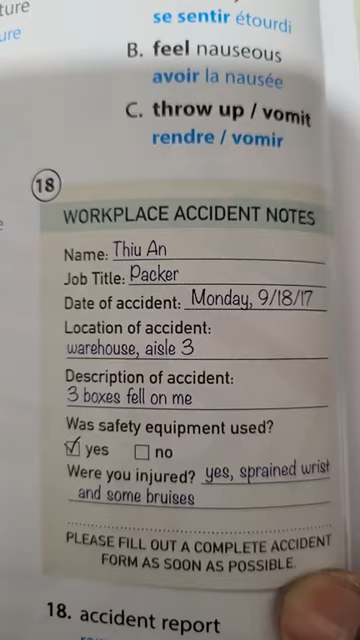 se sentir étourdi
B. feel nauseous
avoir la nausée
C. throw up / vomit
rendre / vomir
18
WORKPLACE ACCIDENT NOTES
Name: Thiu An
Job Title: Packer
Date of accident: Monday, 9/18/17
Location of accident:
warehouse, aisle 3
Description of accident:
3 boxes fell on me
Was safety equipment used?
yes no
Were you injured? yes, sprained wrist
and some bruises
PLEASE FILL OUT A COMPLETE ACCIDENT
FORM AS SOON AS POSSIBLE.
18. accident report